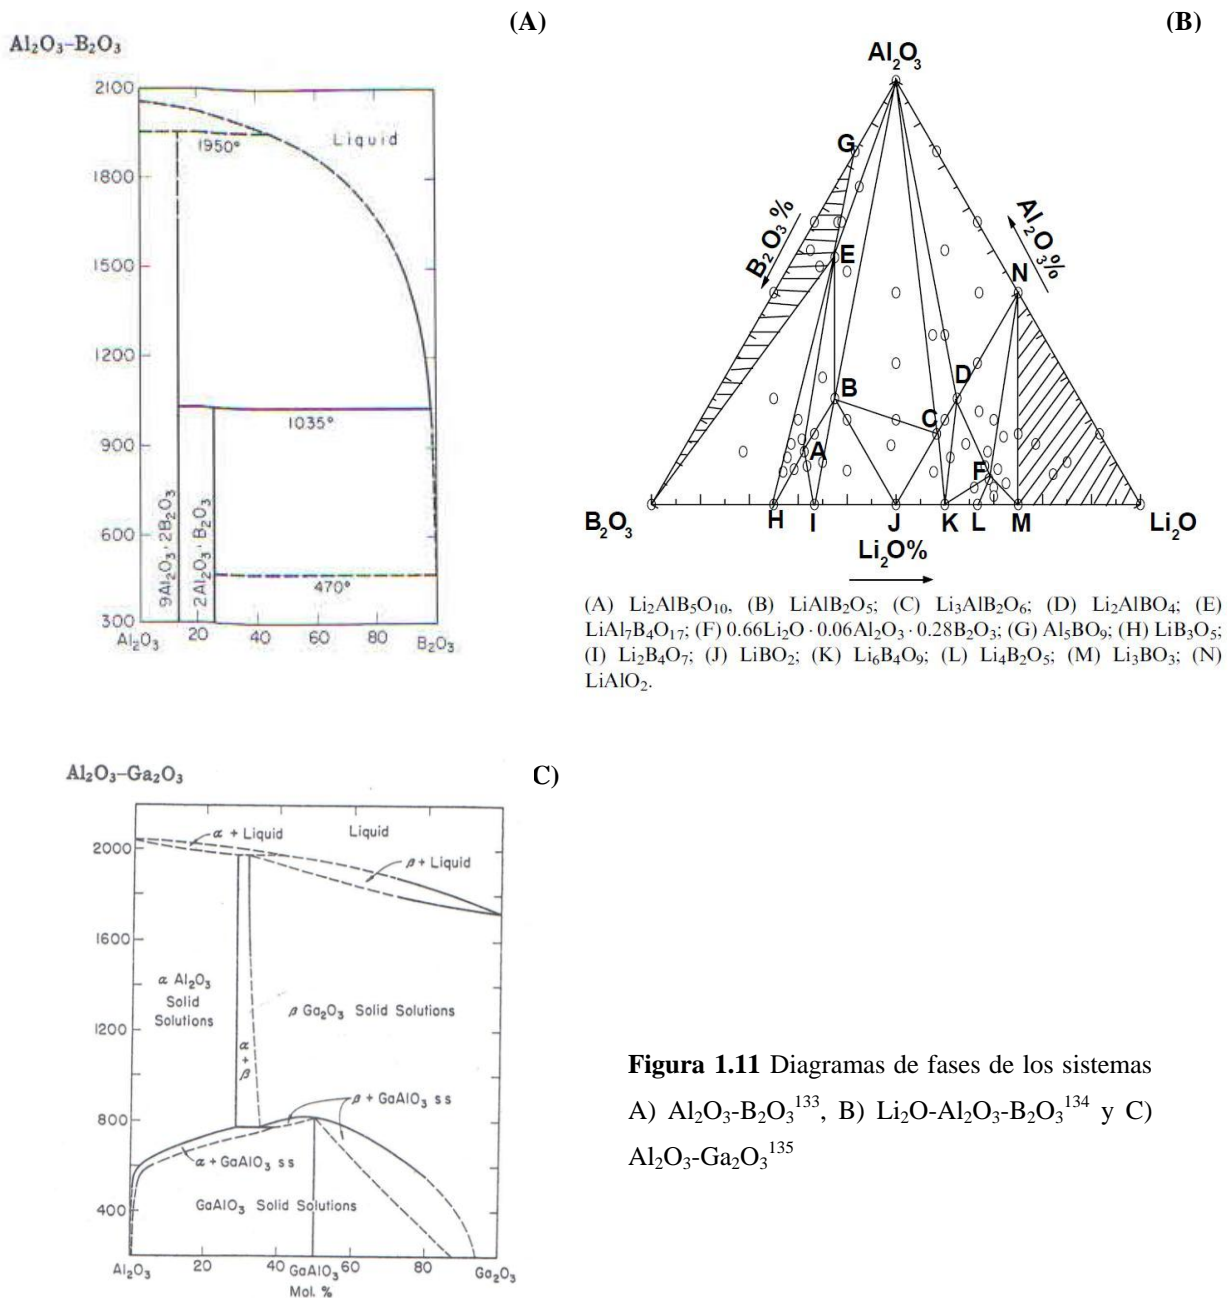 (A)
Al₂O₃–B₂O₃
2100
1800
1500
1200
900
600
300
Liquid
1950°
1035°
470°
9Al₂O₃·2B₂O₃
2Al₂O₃·B₂O₃
Al₂O₃ 20 40 60 80 B₂O₃
(B)
Al₂O₃
G
B₂O₃%
Al₂O₃%
E
N
B
D
C
A
F
B₂O₃ H I J K L M Li₂O
Li₂O%
(A) Li₂AlB₅O₁₀, (B) LiAlB₂O₅; (C) Li₃AlB₂O₆; (D) Li₂AlBO₄; (E)
LiAl₇B₄O₁₇; (F) 0.66Li₂O · 0.06Al₂O₃ · 0.28B₂O₃; (G) Al₅BO₉; (H) LiB₃O₅;
(I) Li₂B₄O₇; (J) LiBO₂; (K) Li₆B₄O₉; (L) Li₄B₂O₅; (M) Li₃BO₃; (N)
LiAlO₂.
Al₂O₃–Ga₂O₃
C)
2000
1600
1200
800
400
α + Liquid
Liquid
β + Liquid
α Al₂O₃
Solid
Solutions
β Ga₂O₃ Solid Solutions
α + β
β + GaAlO₃ ss
α + GaAlO₃ ss
GaAlO₃ Solid Solutions
Al₂O₃ 20 40 GaAlO₃ 60 80 Ga₂O₃
Mol. %
Figura 1.11 Diagramas de fases de los sistemas
A) Al₂O₃-B₂O₃¹³³, B) Li₂O-Al₂O₃-B₂O₃¹³⁴ y C)
Al₂O₃-Ga₂O₃¹³⁵